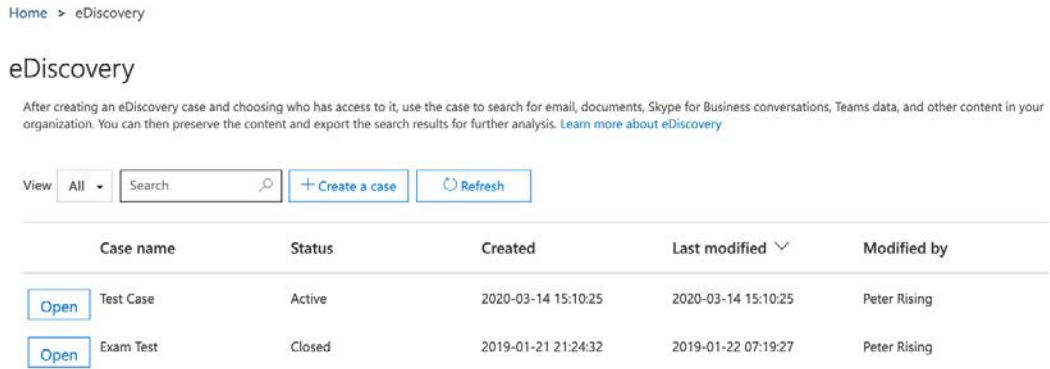 Home > eDiscovery
eDiscovery
After creating an eDiscovery case and choosing who has access to it, use the case to search for email, documents, Skype for Business conversations, Teams data, and other content in your
organization. You can then preserve the content and export the search results for further analysis. Learn more about eDiscovery
View All Search + Create a case Refresh
Case name Status Created Last modified Modified by
Open Test Case Active 2020-03-14 15:10:25 2020-03-14 15:10:25 Peter Rising
Open Exam Test Closed 2019-01-21 21:24:32 2019-01-22 07:19:27 Peter Rising